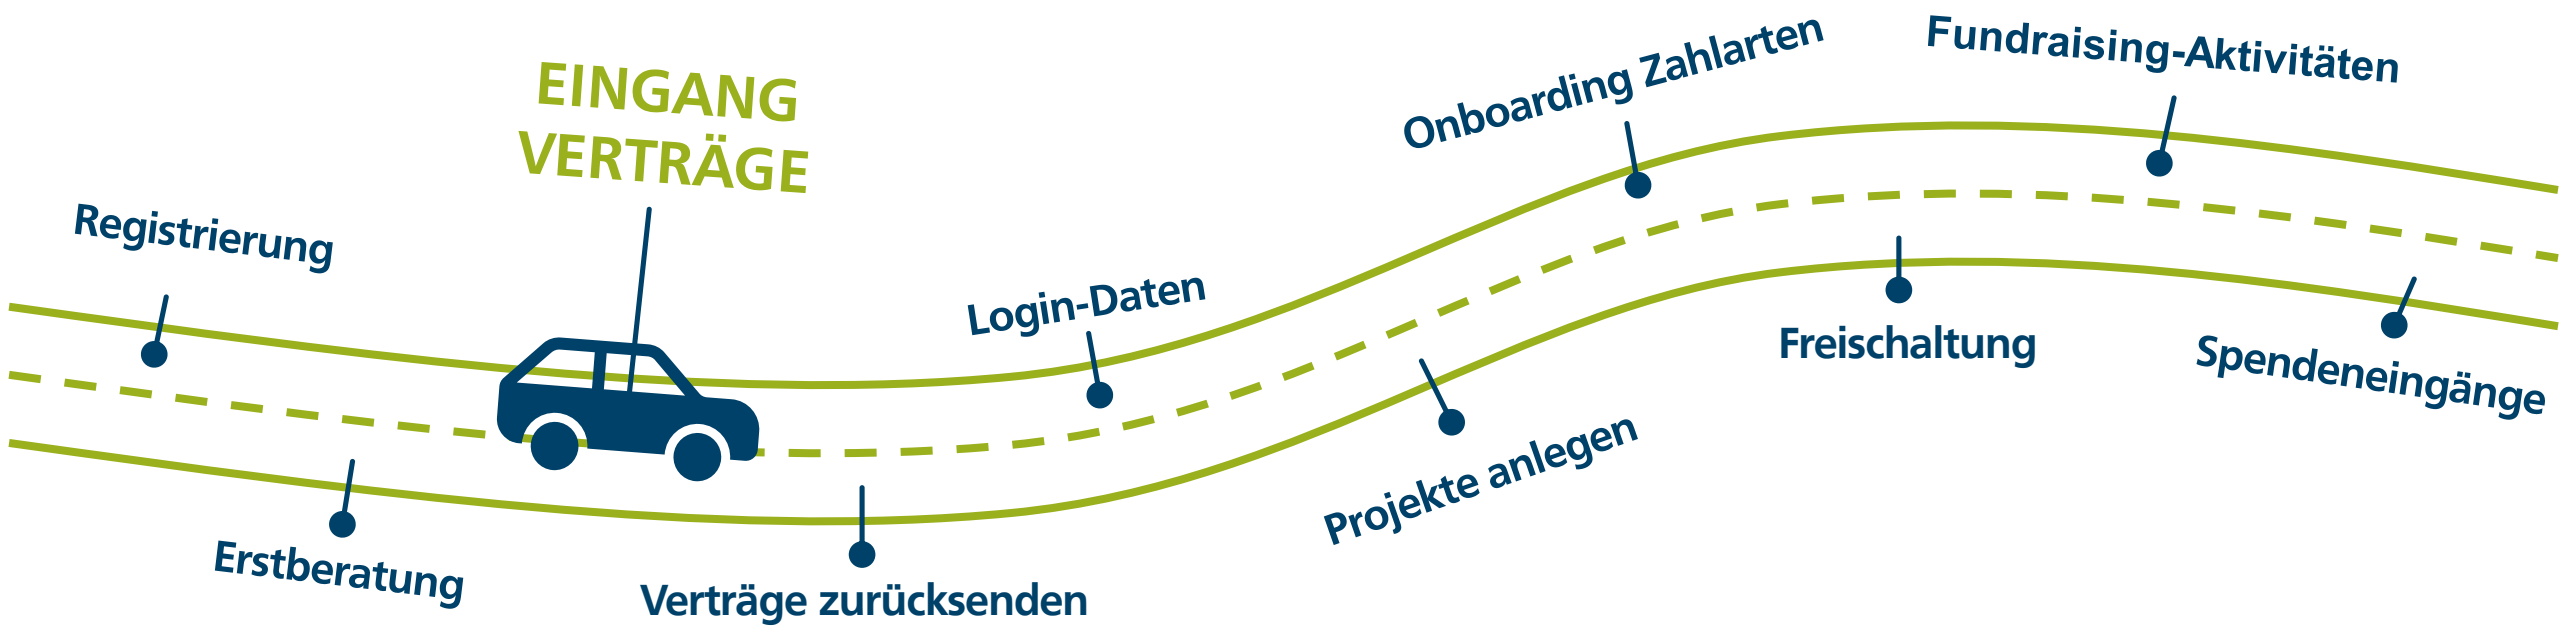 Registrierung
Erstberatung
EINGANG
VERTRÄGE
Verträge zurücksenden
Login-Daten
Projekte anlegen
Onboarding Zahlarten
Freischaltung
Fundraising-Aktivitäten
Spendeneingänge